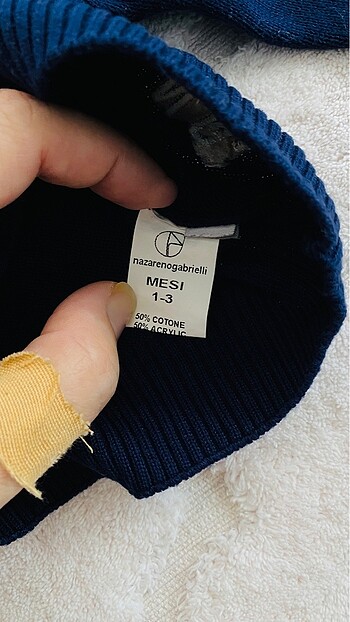 nazarenogabrielli
MESI
1-3
50% COTONE
50% ACRYLIC